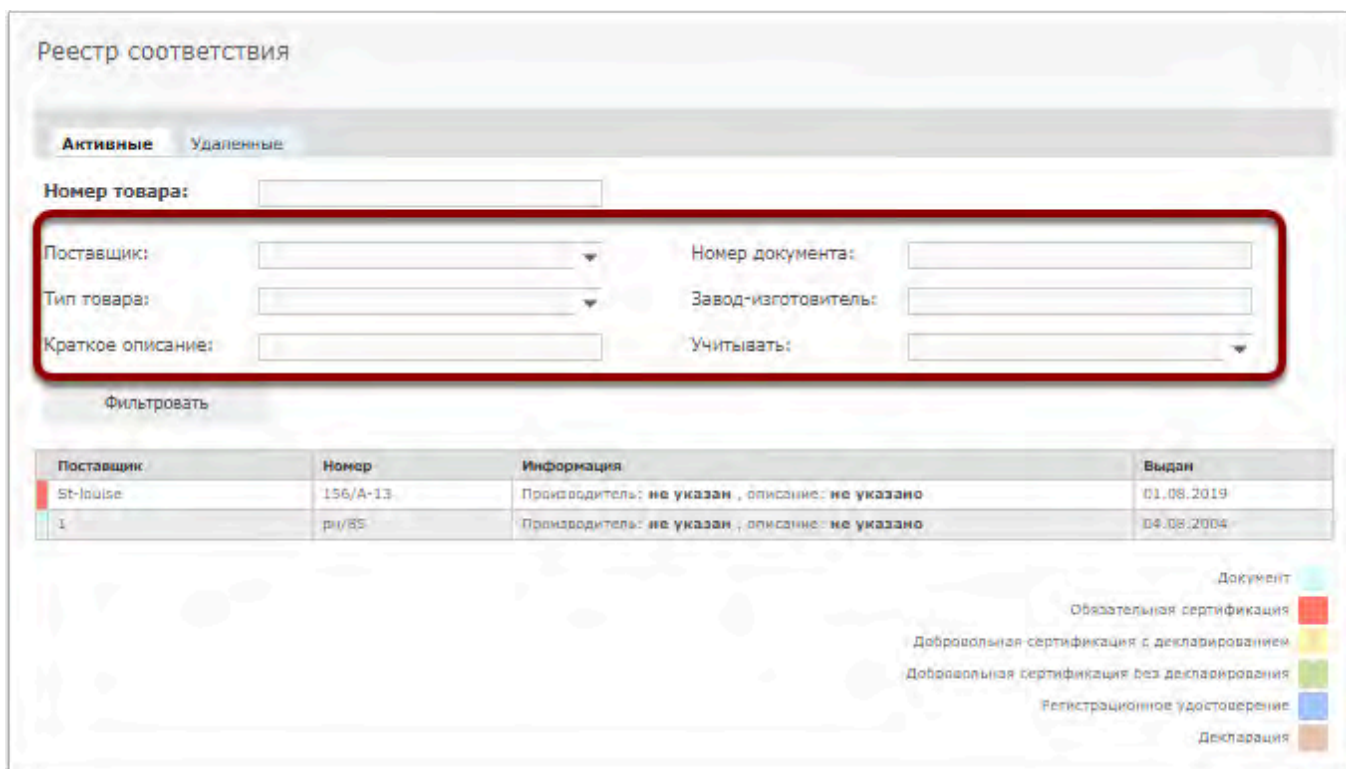 Реестр соответствия
Активные Удаленные
Номер товара:
Поставщик: Номер документа:
Тип товара: Завод-изготовитель:
Краткое описание: Учитывать:
Фильтровать
Поставщик Номер Информация Выдан
St-louise 156/A-13 Производитель: не указан , описание: не указано 01.08.2019
1 рн/85 Производитель: не указан , описание: не указано 04.08.2004
Документ
Обязательная сертификация
Добровольная сертификация с декларированием
Добровольная сертификация без декларирования
Регистрационное удостоверение
Декларация